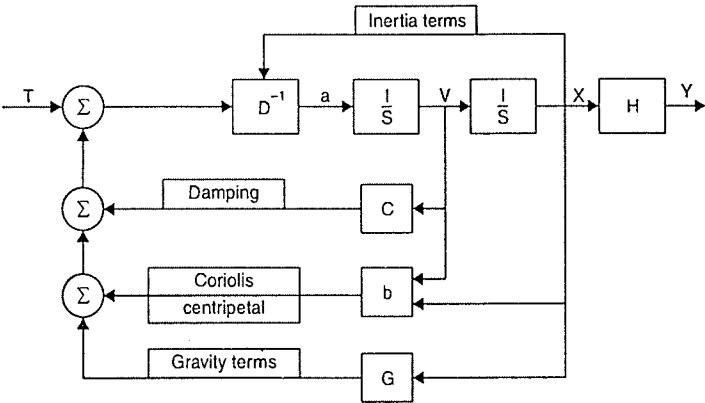 Inertia terms
T
Σ
D⁻¹
a
I
S
V
I
S
X
H
Y
Σ
Damping
C
Σ
Coriolis
centripetal
b
Gravity terms
G